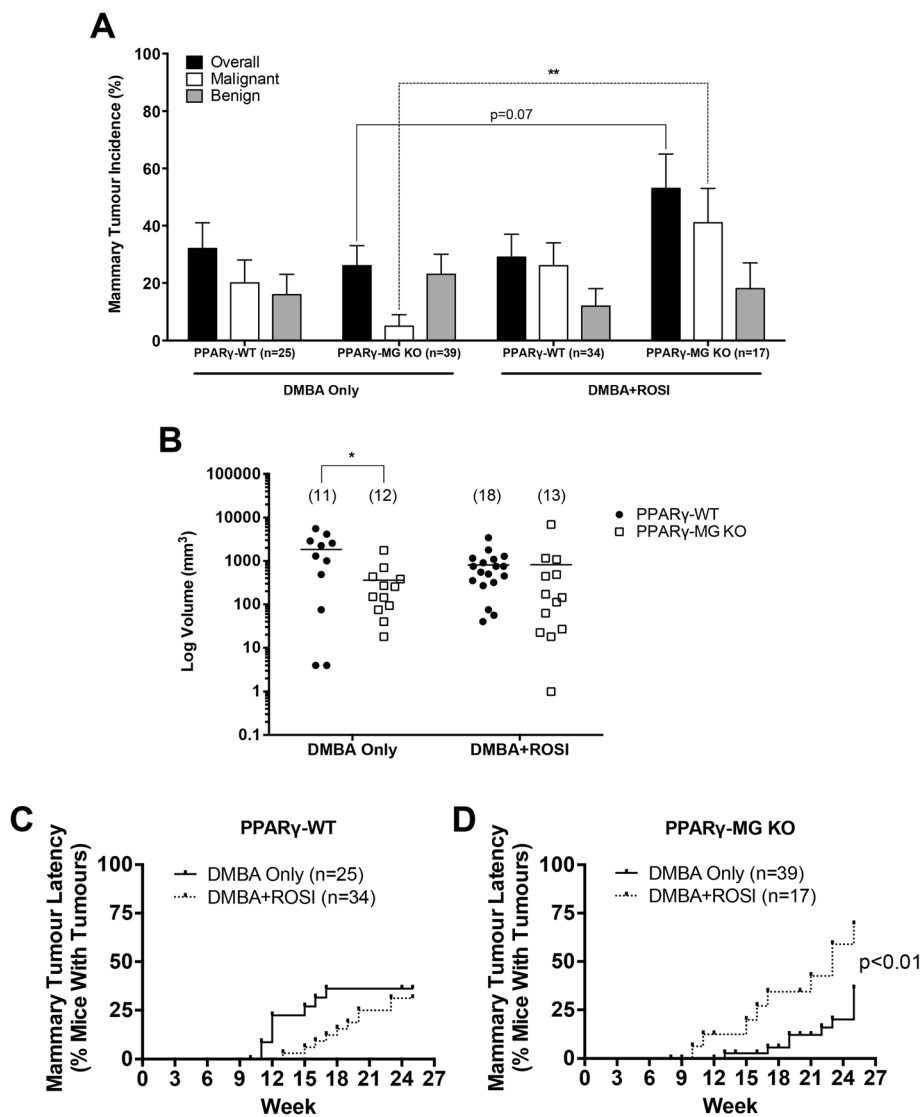 A
100
80
60
40
20
0
Mammary Tumour Incidence (%)
Overall
Malignant
Benign
**
p=0.07
PPARγ-WT (n=25)
PPARγ-MG KO (n=39)
PPARγ-WT (n=34)
PPARγ-MG KO (n=17)
DMBA Only
DMBA+ROSI
B
*
100000
10000
1000
100
10
1
0.1
Log Volume (mm³)
(11)
(12)
(18)
(13)
PPARγ-WT
PPARγ-MG KO
DMBA Only
DMBA+ROSI
C
PPARγ-WT
Mammary Tumour Latency
(% Mice With Tumours)
100
75
50
25
0
DMBA Only (n=25)
DMBA+ROSI (n=34)
0 3 6 9 12 15 18 21 24 27
Week
D
PPARγ-MG KO
Mammary Tumour Latency
(% Mice With Tumours)
100
75
50
25
0
DMBA Only (n=39)
DMBA+ROSI (n=17)
p<0.01
0 3 6 9 12 15 18 21 24 27
Week